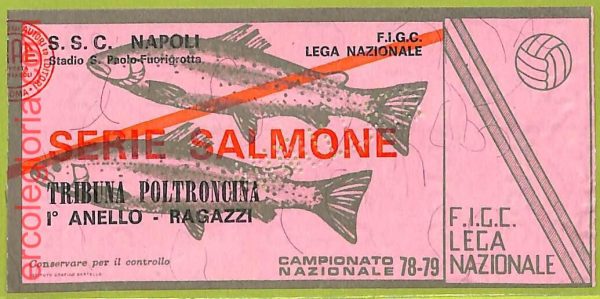 S.S.C. NAPOLI
Stadio S. Paolo-Fuorigrotta
F.I.G.C.
LEGA NAZIONALE
SERIE SALMONE
TRIBUNA POLTRONCINA
I° ANELLO - RAGAZZI
Conservare per il controllo
CAMPIONATO
NAZIONALE 78-79
F.I.G.C.
LEGA
NAZIONALE